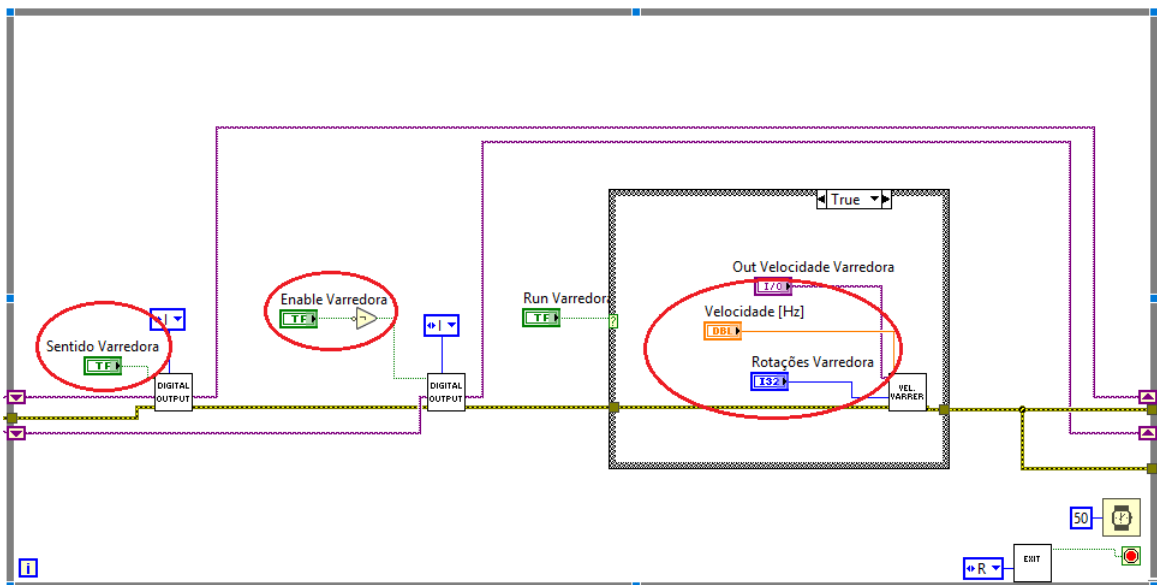 True
Out Velocidade Varredora
I/O
Enable Varredora
TF
Run Varredora
TF
?
Velocidade [Hz]
DBL
Sentido Varredora
TF
Rotações Varredora
I32
DIGITAL
OUTPUT
DIGITAL
OUTPUT
VEL.
VARRER
50
i
R
EXIT